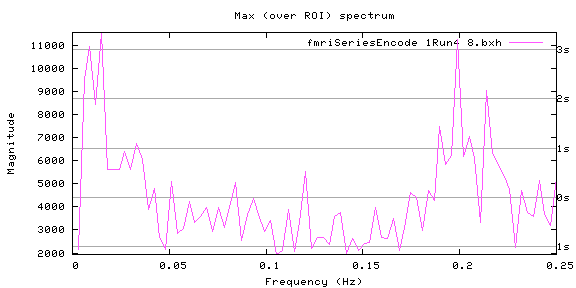 Max (over ROI) spectrum
fmriSeriesEncode 1Run4 8.bxh
Magnitude
11000
10000
9000
8000
7000
6000
5000
4000
3000
2000
3s
2s
1s
0s
1s
0
0.05
0.1
0.15
0.2
0.25
Frequency (Hz)